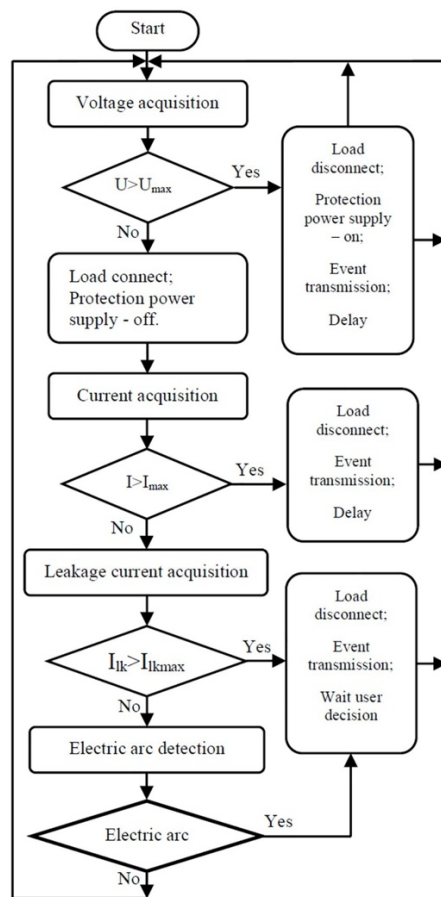 Start
Voltage acquisition
U>Umax
Yes
No
Load
disconnect;
Protection
power supply
– on;
Event
transmission;
Delay
Load connect;
Protection power
supply - off.
Current acquisition
I>Imax
Yes
No
Load
disconnect;
Event
transmission;
Delay
Leakage current acquisition
Ilk>Ilkmax
Yes
No
Load
disconnect;
Event
transmission;
Wait user
decision
Electric arc detection
Electric arc
Yes
No